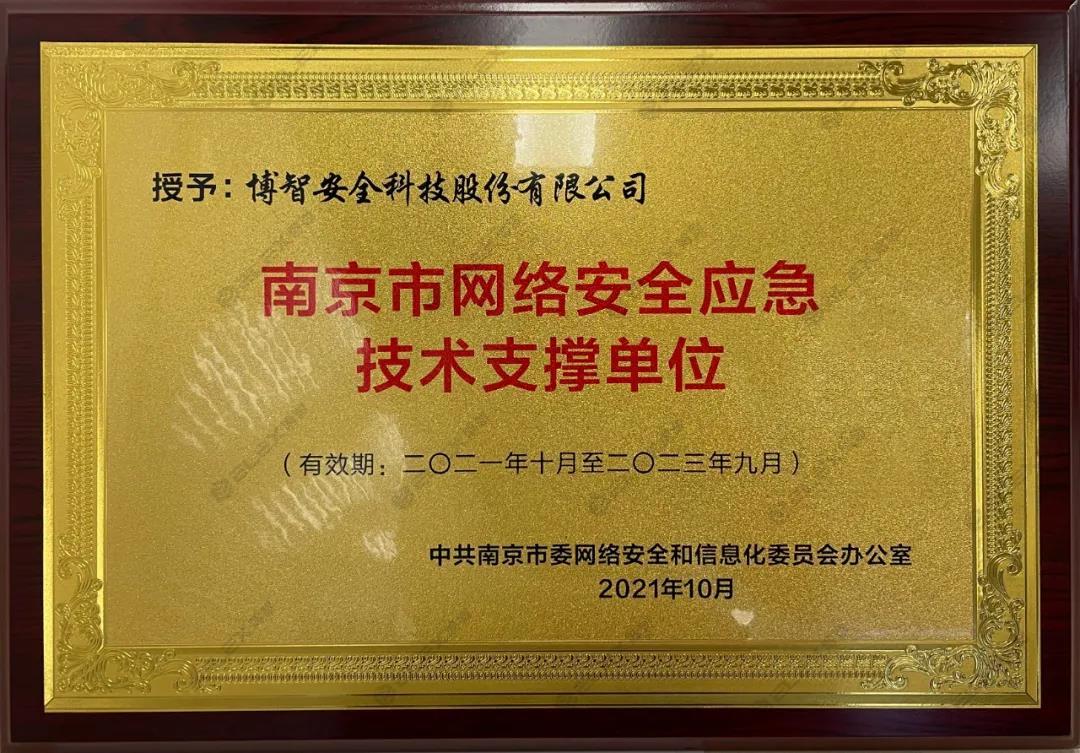 授予：博智安全科技股份有限公司
南京市网络安全应急
技术支撑单位
（有效期：二〇二一年十月至二〇二三年九月）
中共南京市委网络安全和信息化委员会办公室
2021年10月